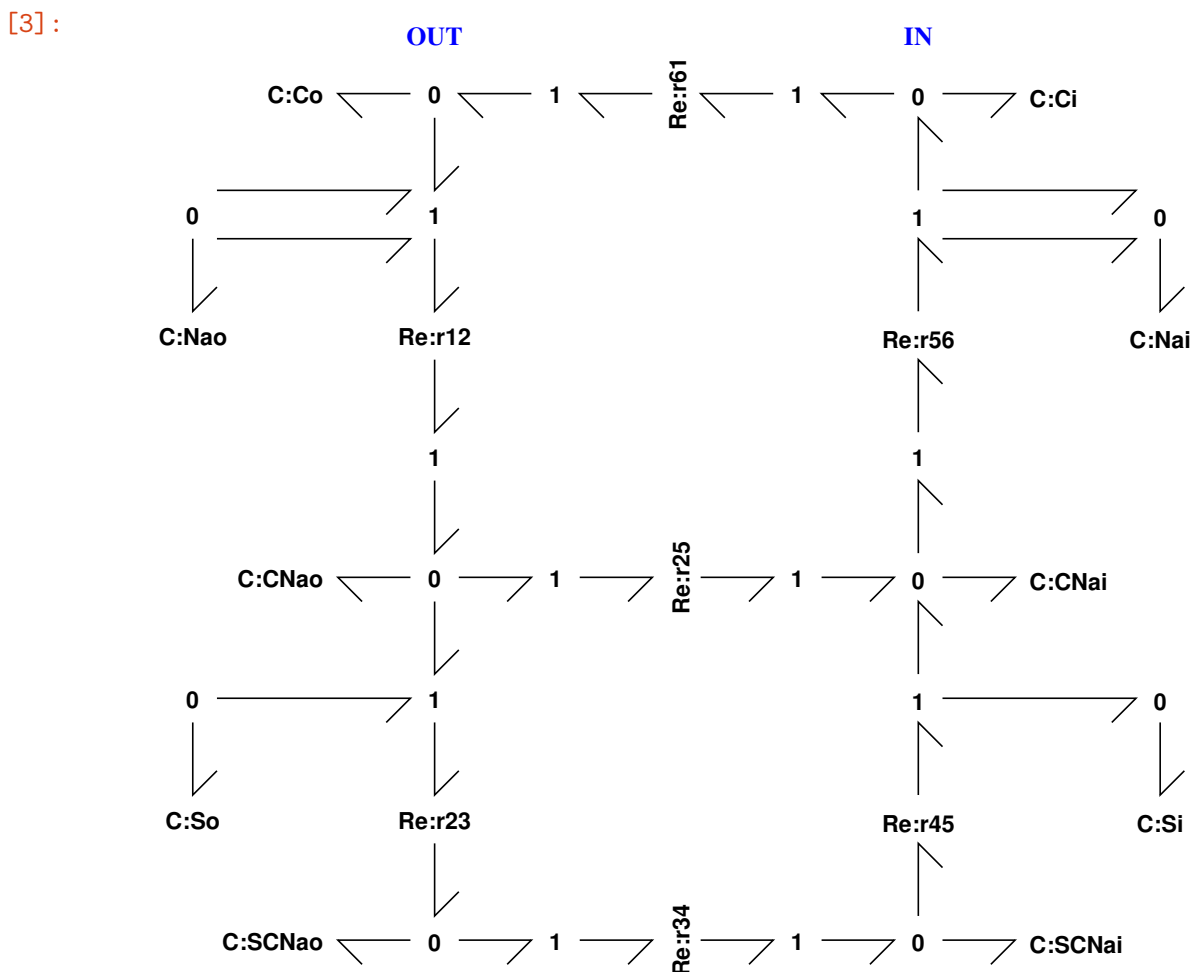 [3]:
OUT IN
C:Co 0 1 Re:r61 1 0 C:Ci
0 1 1 0
C:Nao Re:r12 Re:r56 C:Nai
1 1
C:CNao 0 1 Re:r25 1 0 C:CNai
0 1 1 0
C:So Re:r23 Re:r45 C:Si
C:SCNao 0 1 Re:r34 1 0 C:SCNai